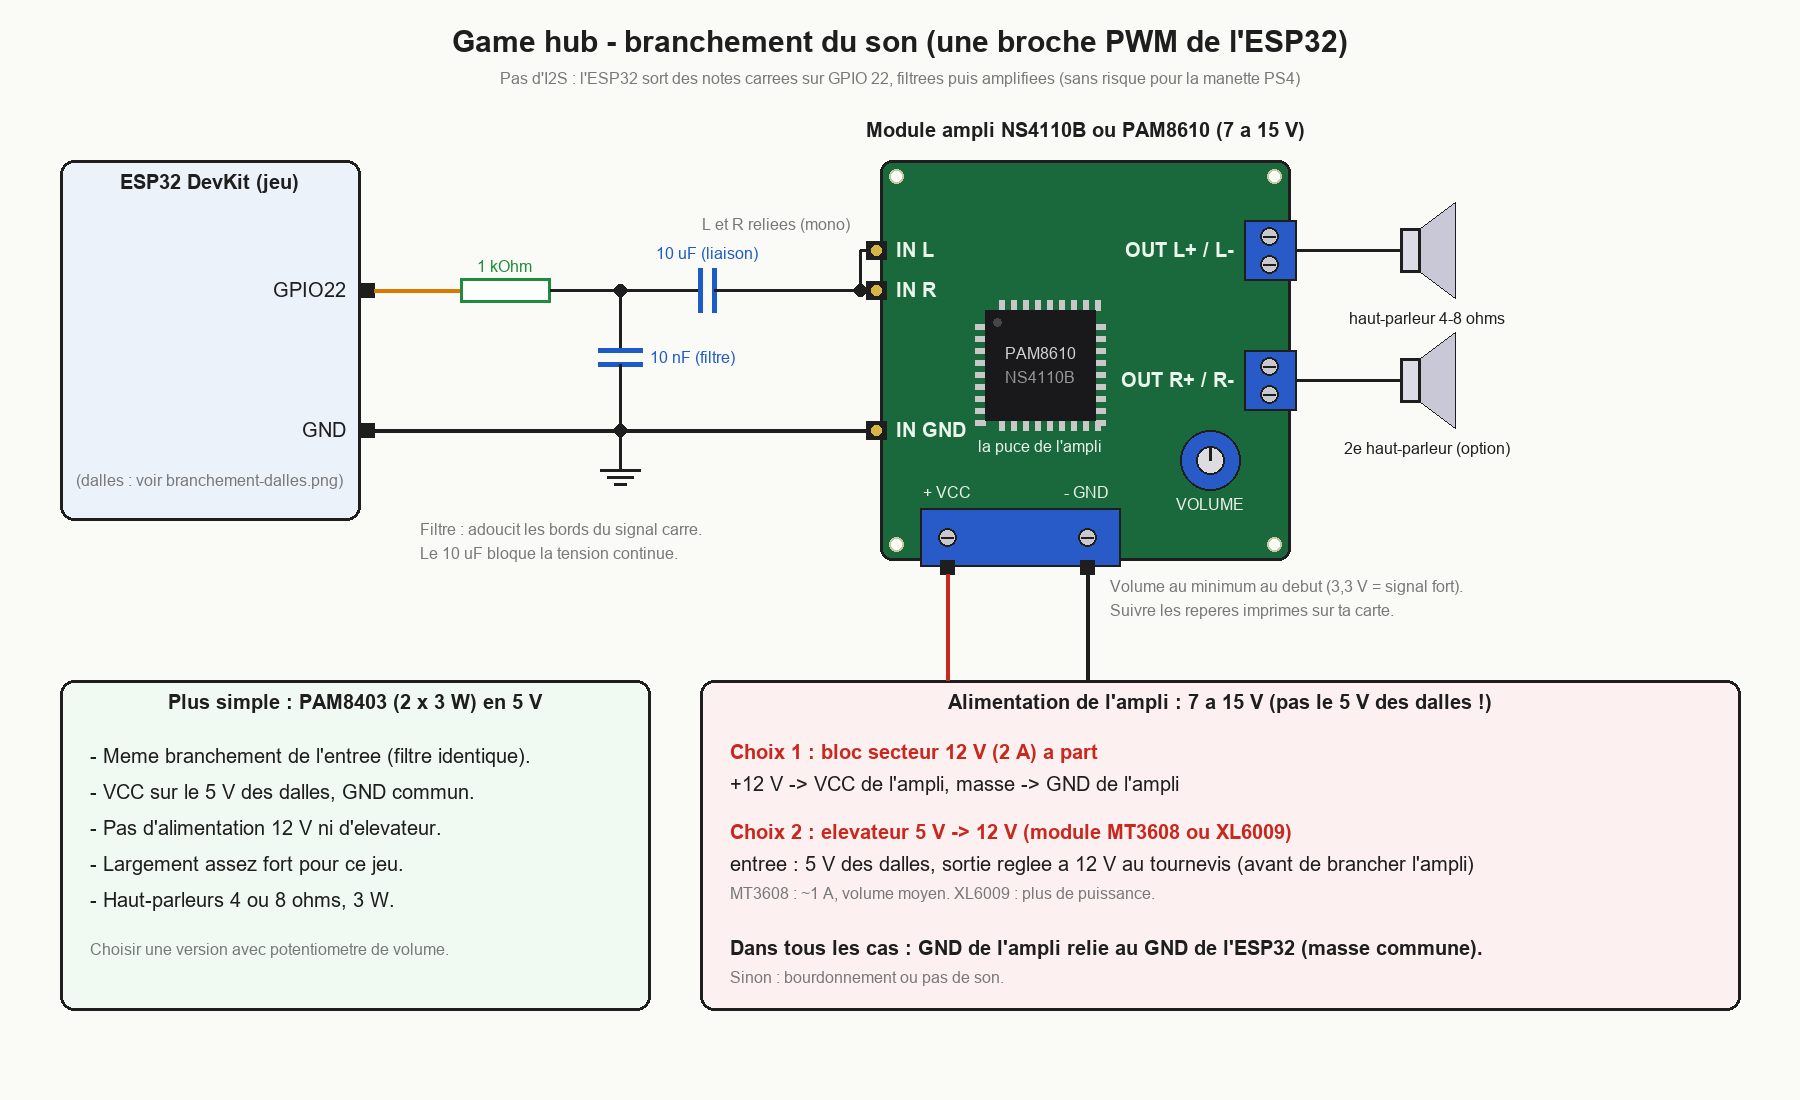 Game hub - branchement du son (une broche PWM de l'ESP32)
Pas d'I2S : l'ESP32 sort des notes carrees sur GPIO 22, filtrees puis amplifiees (sans risque pour la manette PS4)
Module ampli NS4110B ou PAM8610 (7 a 15 V)
ESP32 DevKit (jeu)
GPIO22
GND
(dalles : voir branchement-dalles.png)
1 kOhm
L et R reliees (mono)
10 uF (liaison)
10 nF (filtre)
Filtre : adoucit les bords du signal carre.
Le 10 uF bloque la tension continue.
IN L
IN R
IN GND
PAM8610
NS4110B
la puce de l'ampli
OUT L+ / L-
OUT R+ / R-
VOLUME
+ VCC
- GND
haut-parleur 4-8 ohms
2e haut-parleur (option)
Volume au minimum au debut (3,3 V = signal fort).
Suivre les reperes imprimes sur ta carte.
Plus simple : PAM8403 (2 x 3 W) en 5 V
- Meme branchement de l'entree (filtre identique).
- VCC sur le 5 V des dalles, GND commun.
- Pas d'alimentation 12 V ni d'elevateur.
- Largement assez fort pour ce jeu.
- Haut-parleurs 4 ou 8 ohms, 3 W.
Choisir une version avec potentiometre de volume.
Alimentation de l'ampli : 7 a 15 V (pas le 5 V des dalles !)
Choix 1 : bloc secteur 12 V (2 A) a part
+12 V -> VCC de l'ampli, masse -> GND de l'ampli
Choix 2 : elevateur 5 V -> 12 V (module MT3608 ou XL6009)
entree : 5 V des dalles, sortie reglee a 12 V au tournevis (avant de brancher l'ampli)
MT3608 : ~1 A, volume moyen. XL6009 : plus de puissance.
Dans tous les cas : GND de l'ampli relie au GND de l'ESP32 (masse commune).
Sinon : bourdonnement ou pas de son.